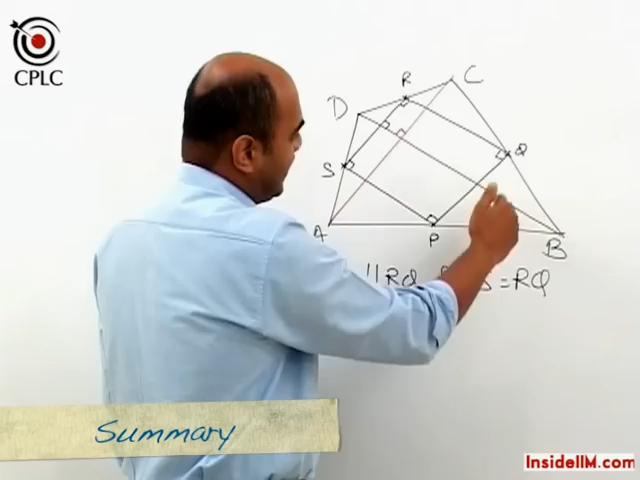 CPLC
R
C
D
Q
S
A
P
B
|| RQ
S = RQ
Summary
InsideIIM.com